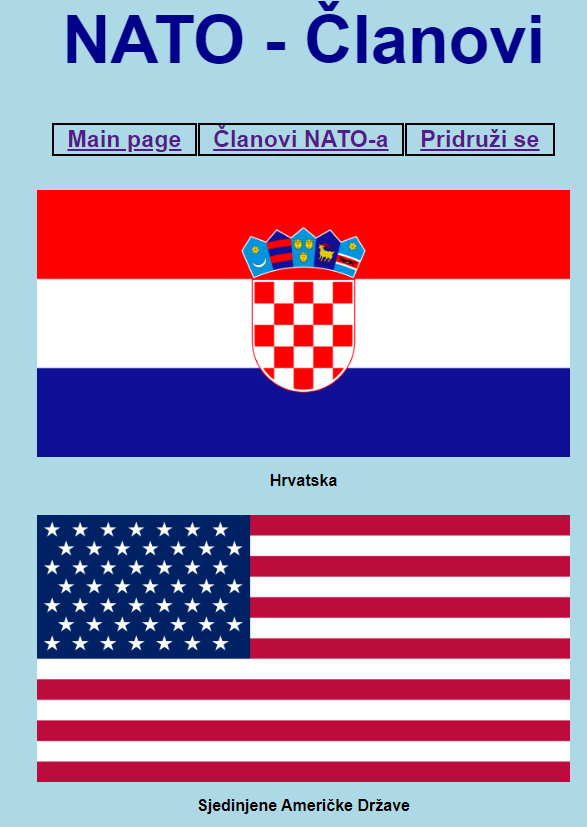 NATO - Članovi
Main page Članovi NATO-a Pridruži se
Hrvatska
Sjedinjene Američke Države